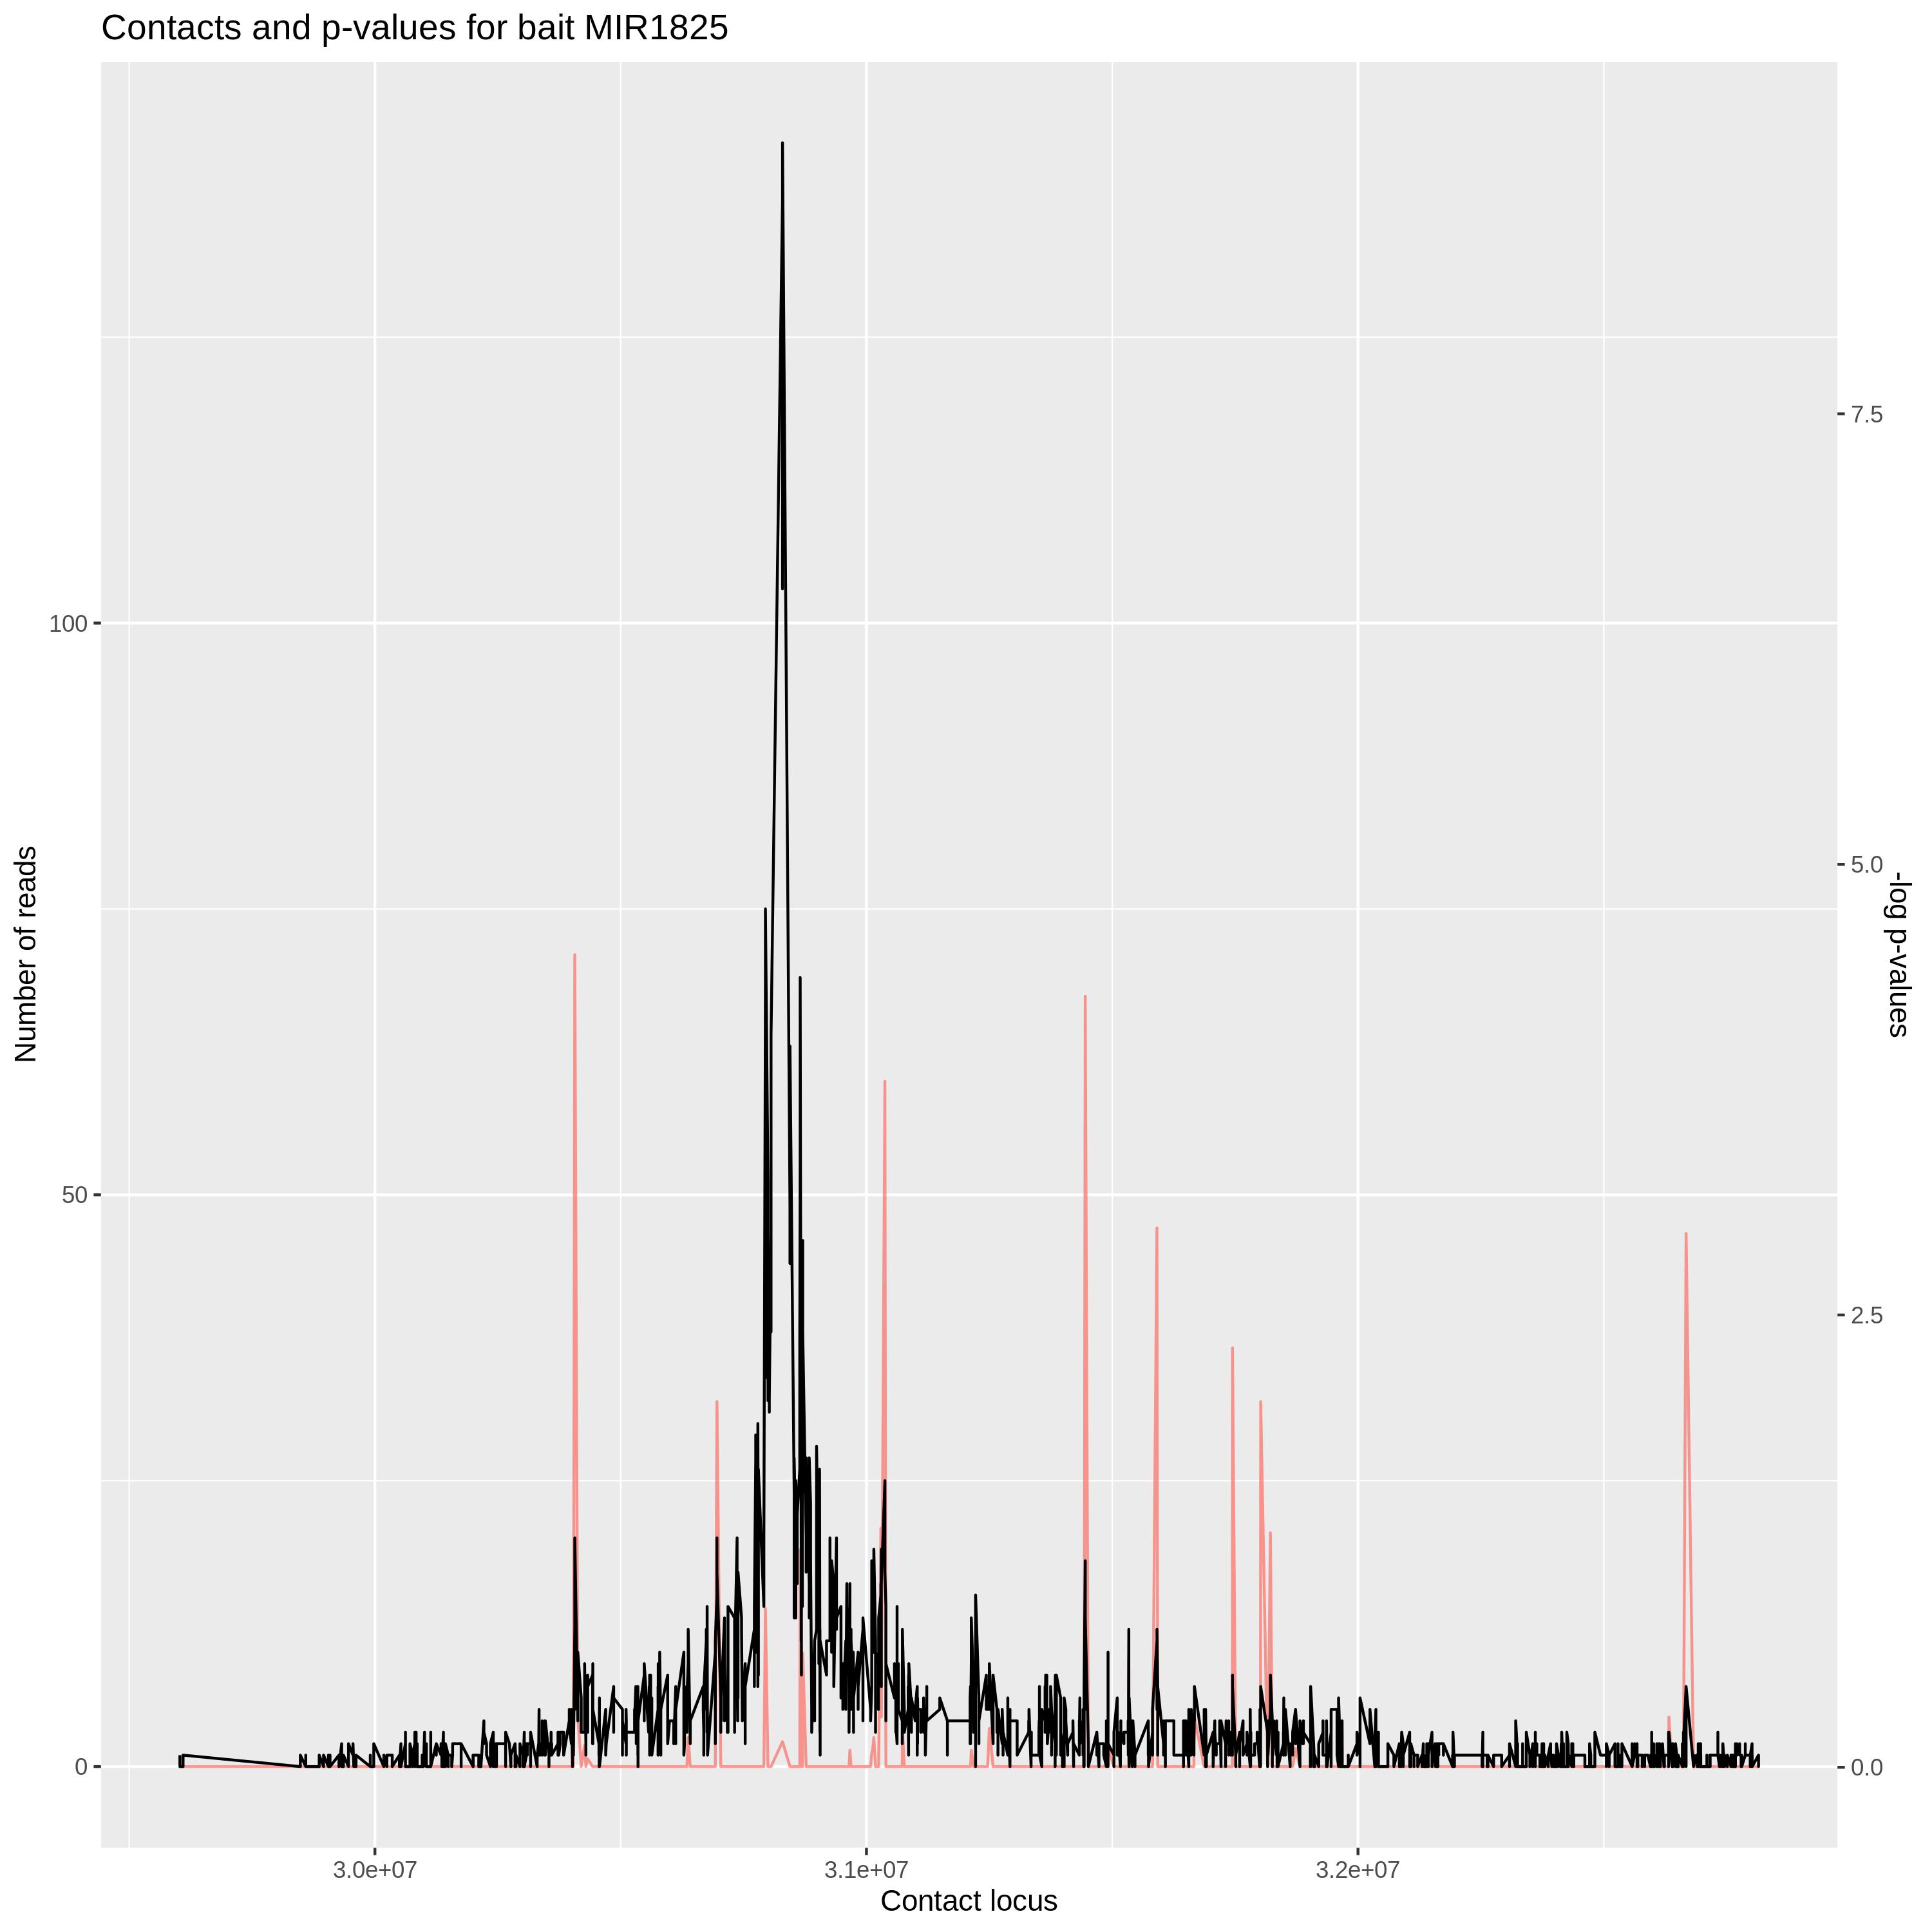 Contacts and p-values for bait MIR1825
Number of reads
100
50
0
7.5
5.0
2.5
0.0
-log p-values
3.0e+07 3.1e+07 3.2e+07
Contact locus